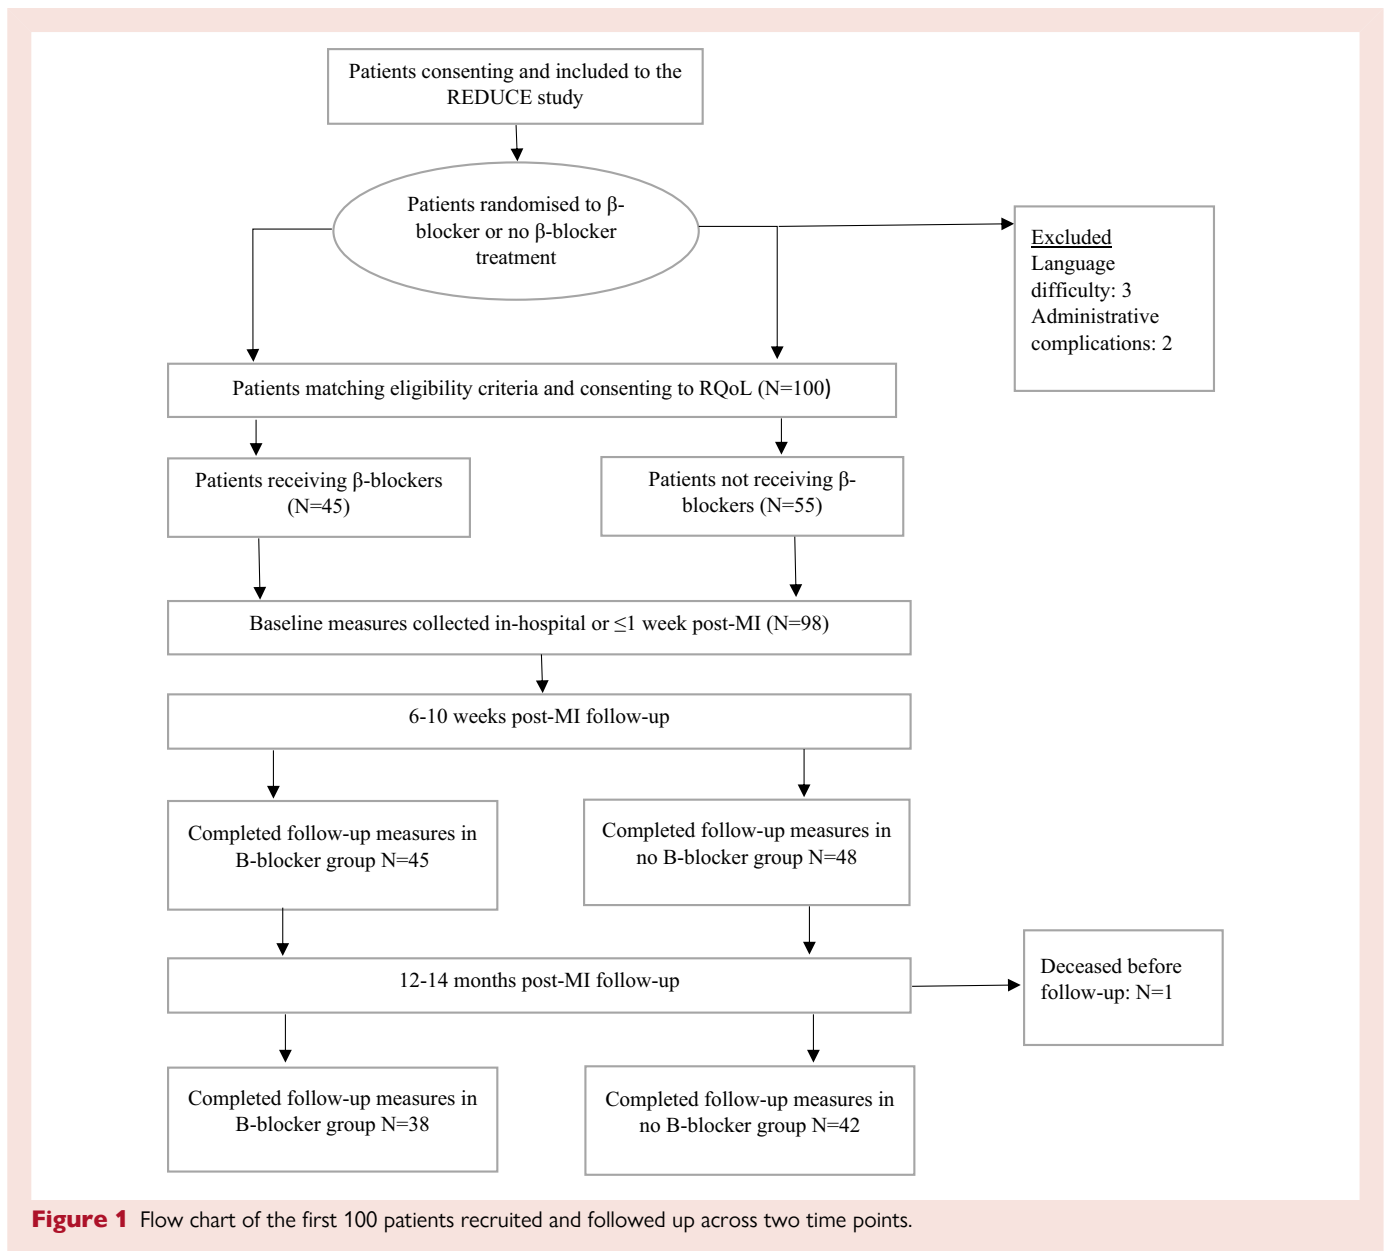 Patients consenting and included to the
REDUCE study
Patients randomised to β-
blocker or no β-blocker
treatment
Excluded
Language
difficulty: 3
Administrative
complications: 2
Patients matching eligibility criteria and consenting to RQoL (N=100)
Patients receiving β-blockers
(N=45)
Patients not receiving β-
blockers (N=55)
Baseline measures collected in-hospital or ≤1 week post-MI (N=98)
6-10 weeks post-MI follow-up
Completed follow-up measures in
B-blocker group N=45
Completed follow-up measures in
no B-blocker group N=48
12-14 months post-MI follow-up
Deceased before
follow-up: N=1
Completed follow-up measures in
B-blocker group N=38
Completed follow-up measures in
no B-blocker group N=42
Figure 1 Flow chart of the first 100 patients recruited and followed up across two time points.